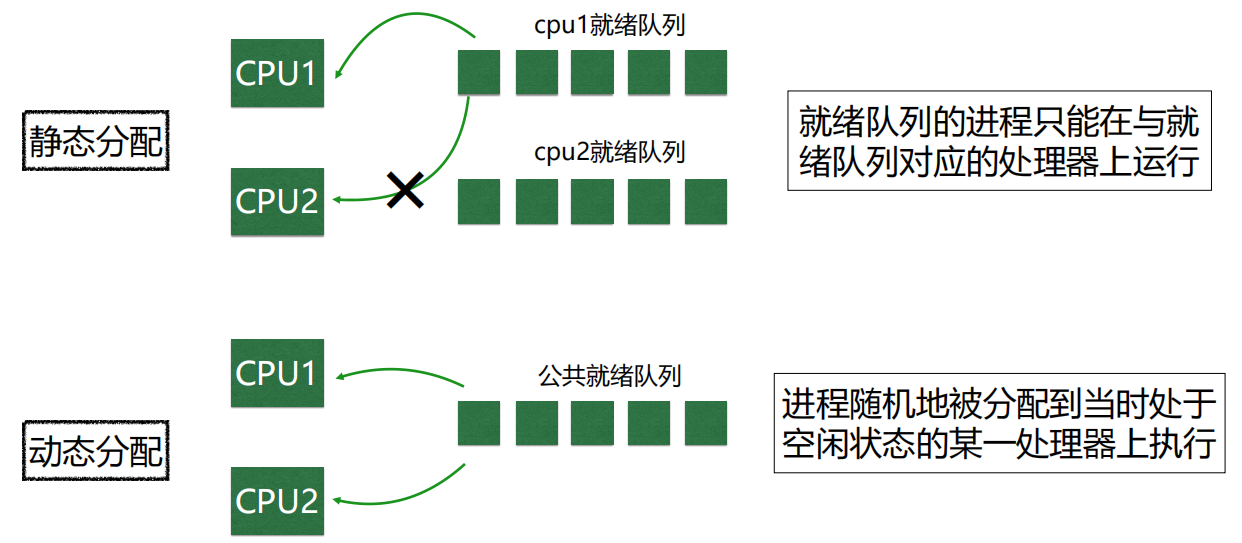 cpu1就绪队列
CPU1
静态分配
就绪队列的进程只能在与就
绪队列对应的处理器上运行
cpu2就绪队列
CPU2
CPU1
公共就绪队列
动态分配
进程随机地被分配到当时处于
空闲状态的某一处理器上执行
CPU2